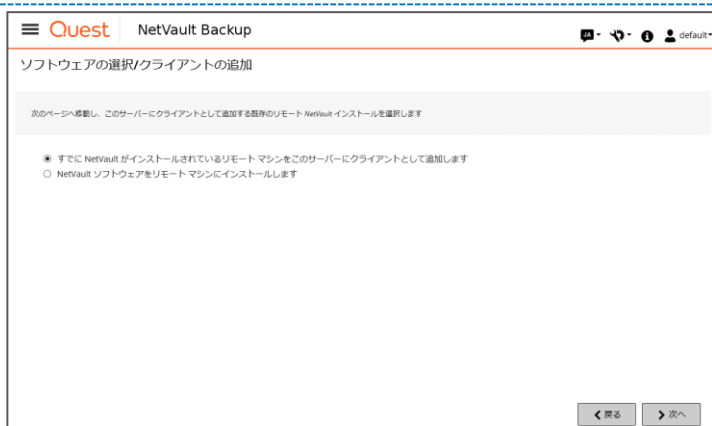 Quest NetVault Backup JA default
ソフトウェアの選択/クライアントの追加
次のページへ移動し、このサーバーにクライアントとして追加する既存のリモート NetVault インストールを選択します
すでに NetVault がインストールされているリモート マシンをこのサーバーにクライアントとして追加します
NetVault ソフトウェアをリモート マシンにインストールします
戻る 次へ